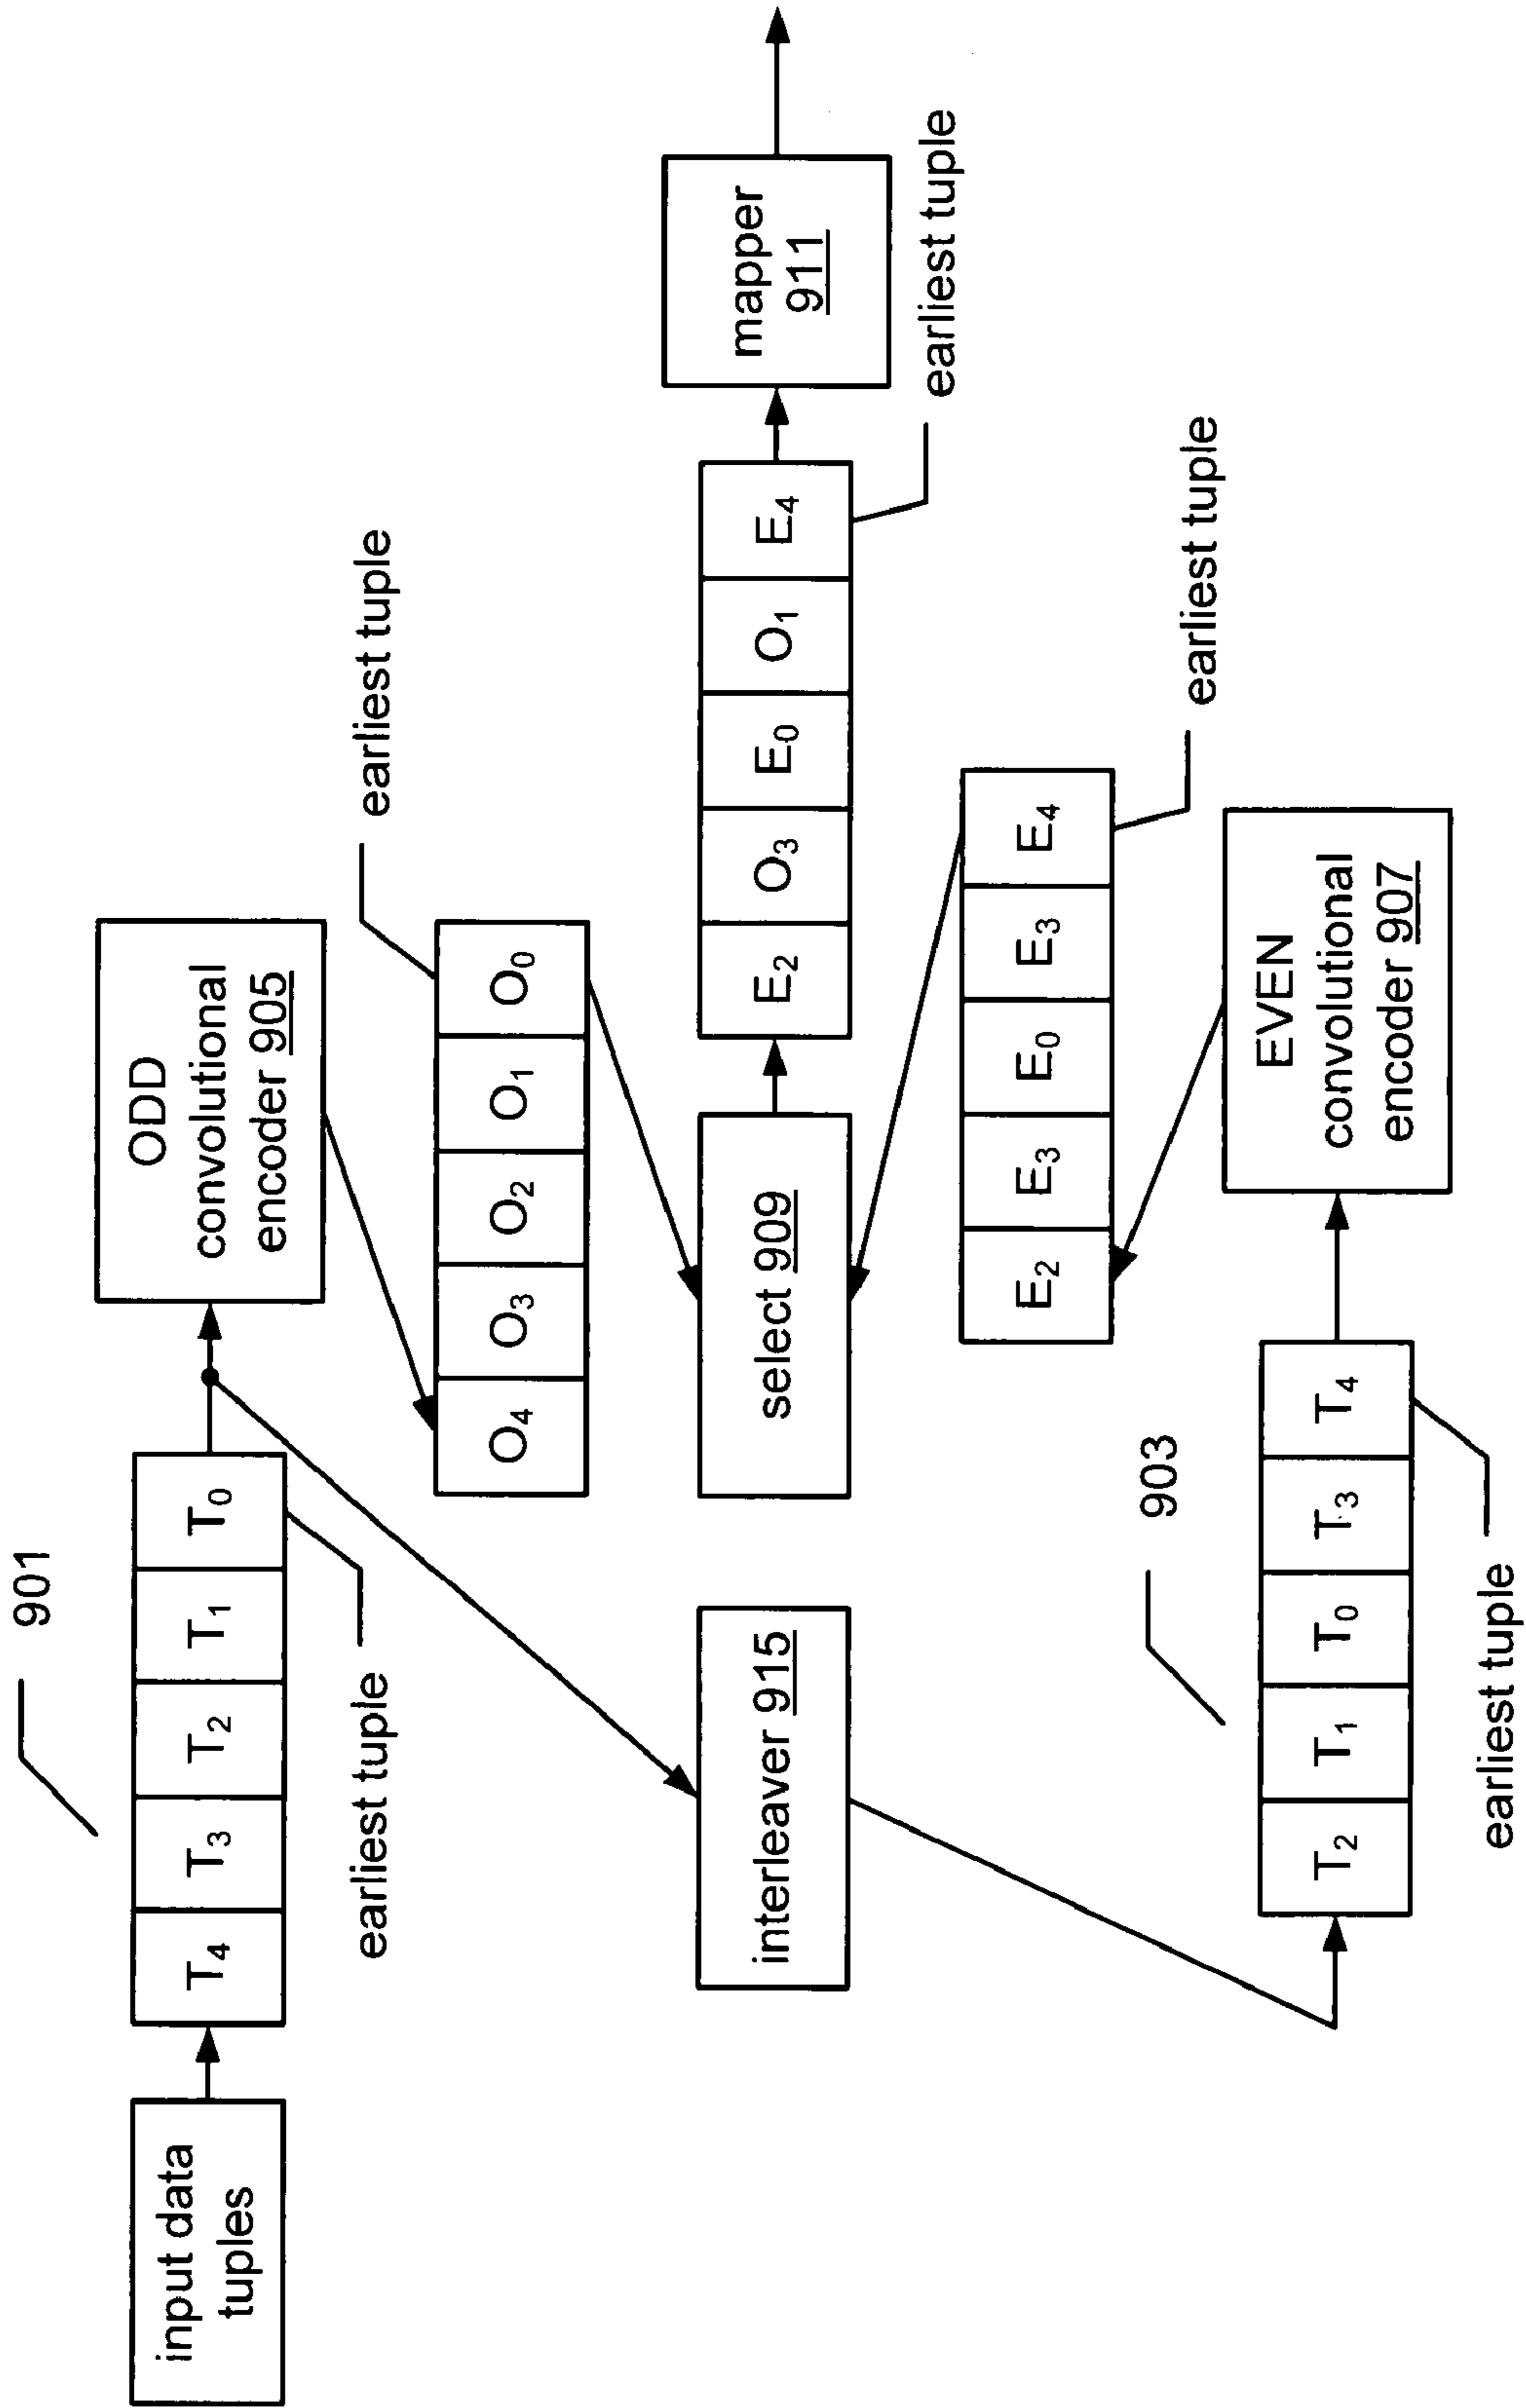 901
input data
tuples
T4 T3 T2 T1 T0
earliest tuple
ODD
convolutional
encoder 905
O4 O3 O2 O1 O0
earliest tuple
interleaver 915
select 909
E2 O3 E0 O1 E4
earliest tuple
mapper
911
E2 E3 E0 E3 E4
earliest tuple
903
T2 T1 T0 T3 T4
earliest tuple
EVEN
convolutional
encoder 907